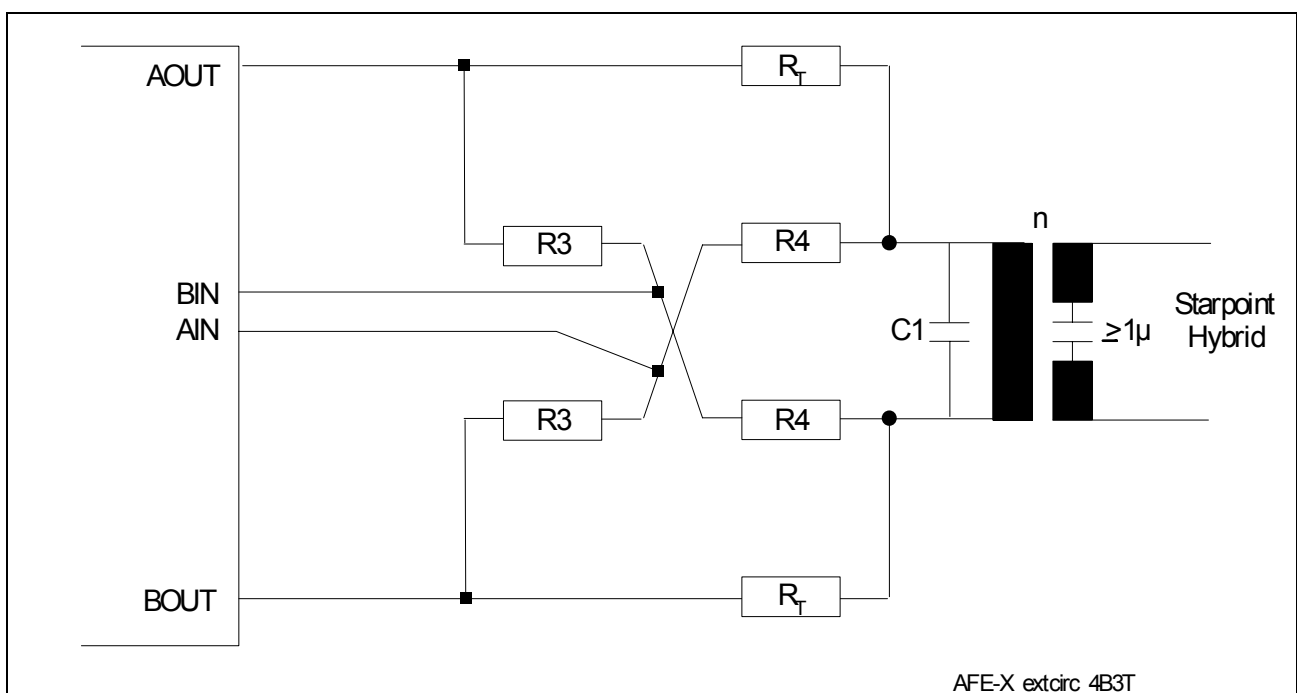 AOUT
R_T
n
R3
R4
BIN
AIN
C1
≥1µ
Starpoint
Hybrid
R3
R4
BOUT
R_T
AFE-X extcirc 4B3T